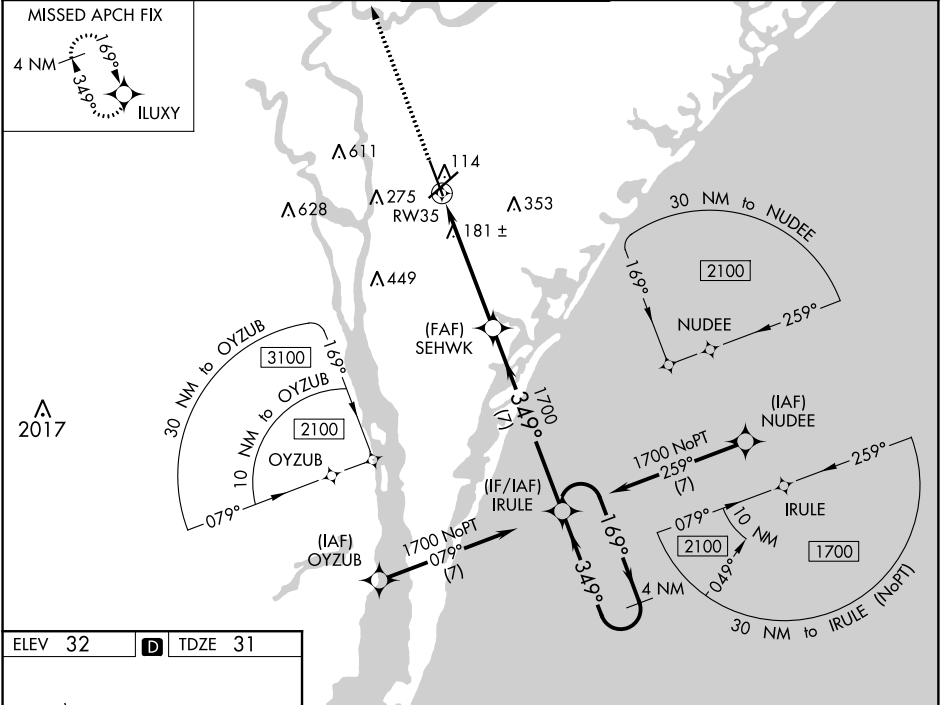 MISSED APCH FIX
4 NM
169°
349°
ILUXY
611
114
628
275
RW35
353
181 ±
449
30 NM to NUDEE
2100
169°
NUDEE
259°
(FAF)
SEHWK
30 NM to OYZUB
3100
169°
10 NM to OYZUB
2100
OYZUB
079°
2017
1700
349°
(7)
(IAF)
NUDEE
1700 NoPT
259°
(7)
(IF/IAF)
IRULE
259°
IRULE
079°
10 NM
2100
1700
049°
30 NM to IRULE (NoPT)
(IAF)
OYZUB
1700 NoPT
079°
(7)
169°
349°
4 NM
ELEV 32
D
TDZE 31